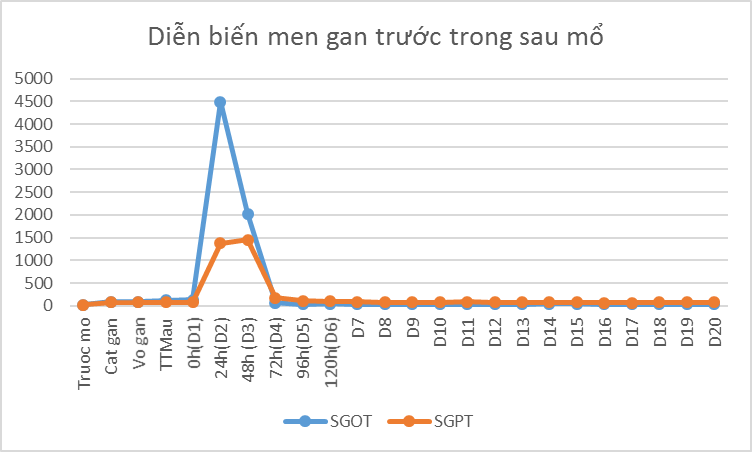 Diễn biến men gan trước trong sau mổ
5000
4500
4000
3500
3000
2500
2000
1500
1000
500
0
Truoc mo
Cat gan
Vo gan
TTMau
0h(D1)
24h(D2)
48h (D3)
72h(D4)
96h(D5)
120h(D6)
D7
D8
D9
D10
D11
D12
D13
D14
D15
D16
D17
D18
D19
D20
SGOT
SGPT